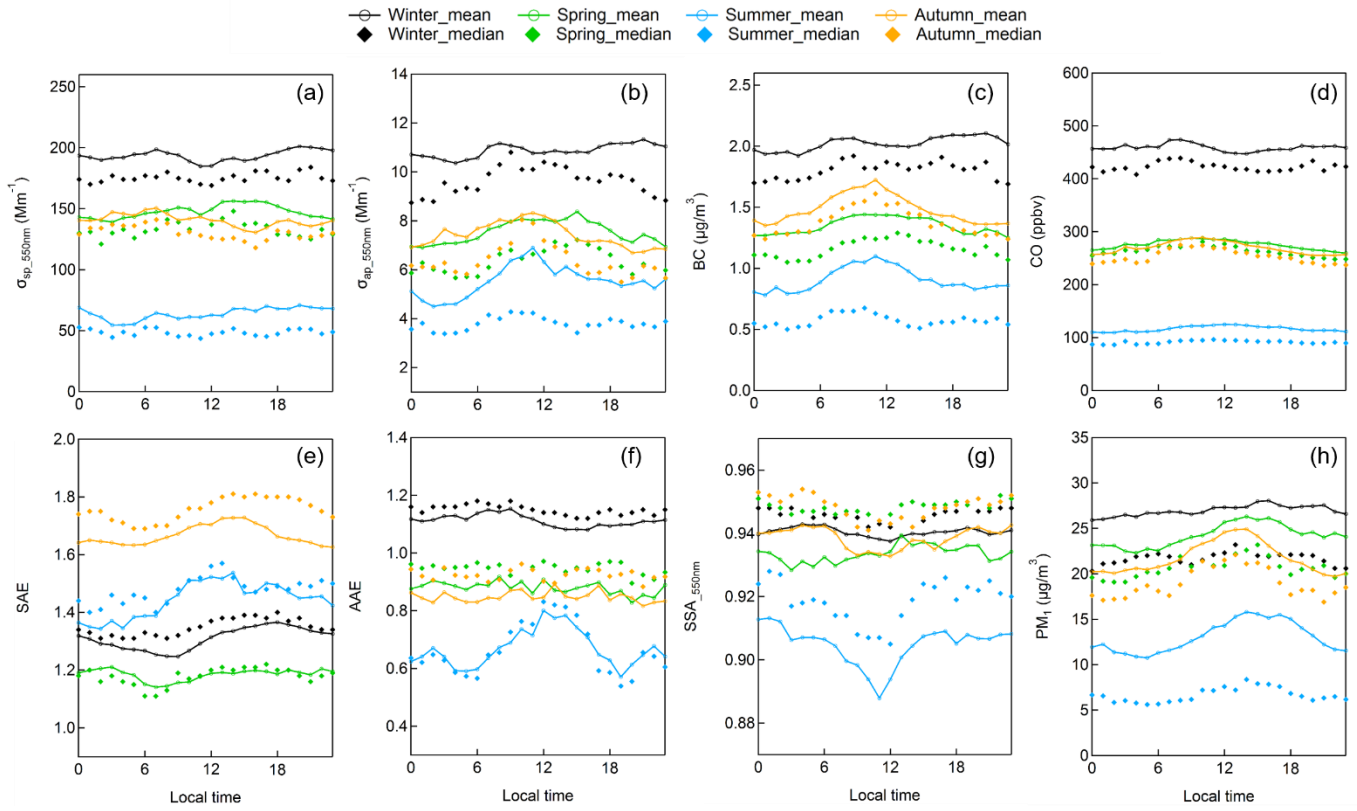 Winter_mean Spring_mean Summer_mean Autumn_mean
Winter_median Spring_median Summer_median Autumn_median
(a) (b) (c) (d)
σsp_550nm (Mm-1)
250
200
150
100
50
0
0 6 12 18
σap_550nm (Mm-1)
14
12
10
8
6
4
2
0 6 12 18
BC (µg/m3)
2.5
2.0
1.5
1.0
0.5
0.0
0 6 12 18
CO (ppbv)
600
500
400
300
200
100
0
0 6 12 18
(e) (f) (g) (h)
SAE
2.0
1.8
1.6
1.4
1.2
1.0
0 6 12 18
Local time
AAE
1.4
1.2
1.0
0.8
0.6
0.4
0 6 12 18
Local time
SSA_550nm
0.96
0.94
0.92
0.90
0.88
0 6 12 18
Local time
PM1 (µg/m3)
35
30
25
20
15
10
5
0
0 6 12 18
Local time